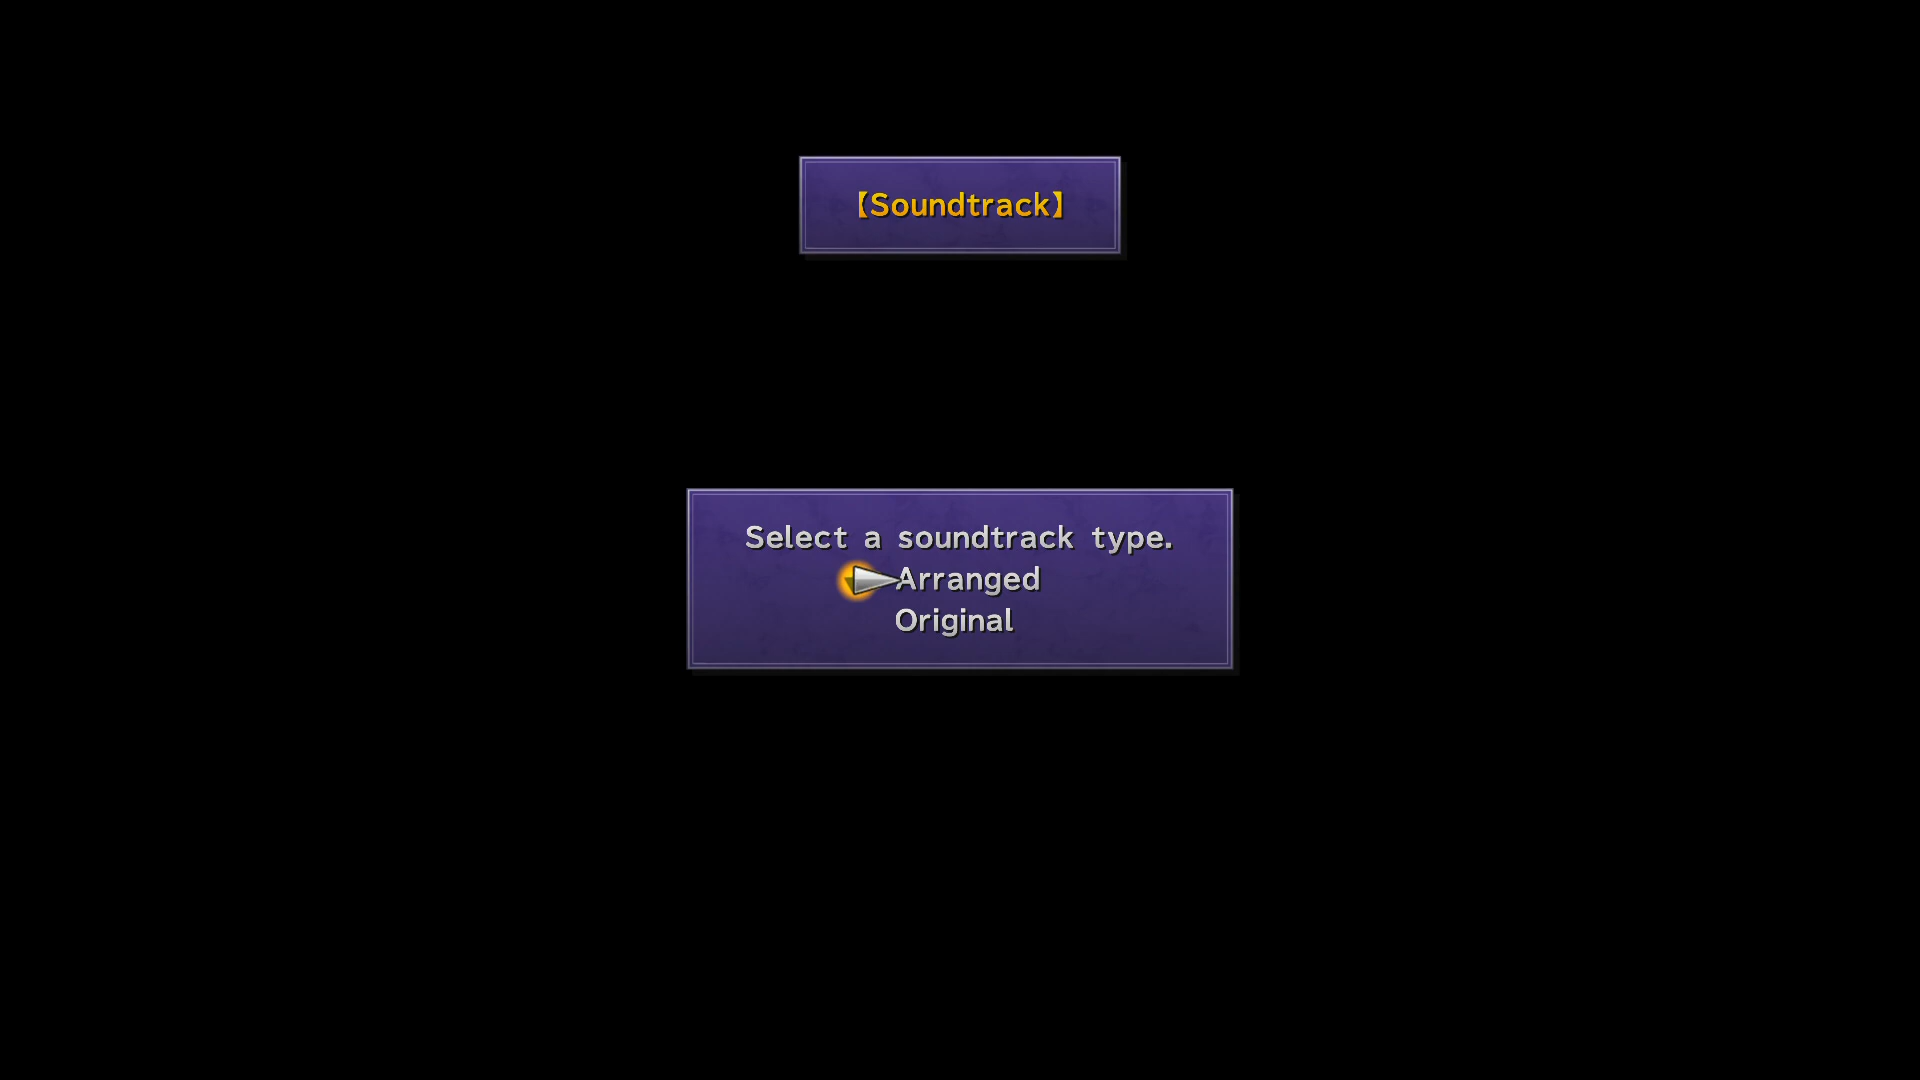 【Soundtrack】
Select a soundtrack type.
Arranged
Original